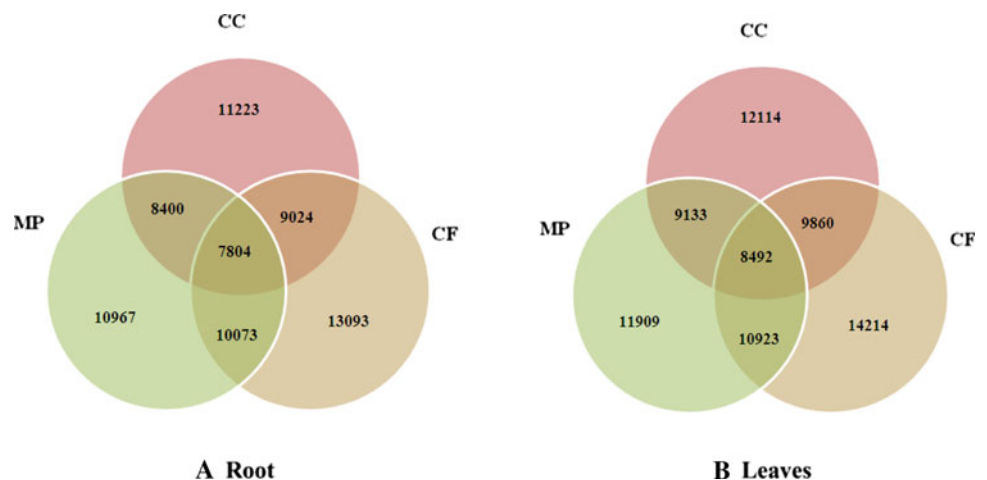 CC
11223
MP
8400
9024
CF
7804
10967
10073
13093
A Root
CC
12114
MP
9133
9860
CF
8492
11909
10923
14214
B Leaves